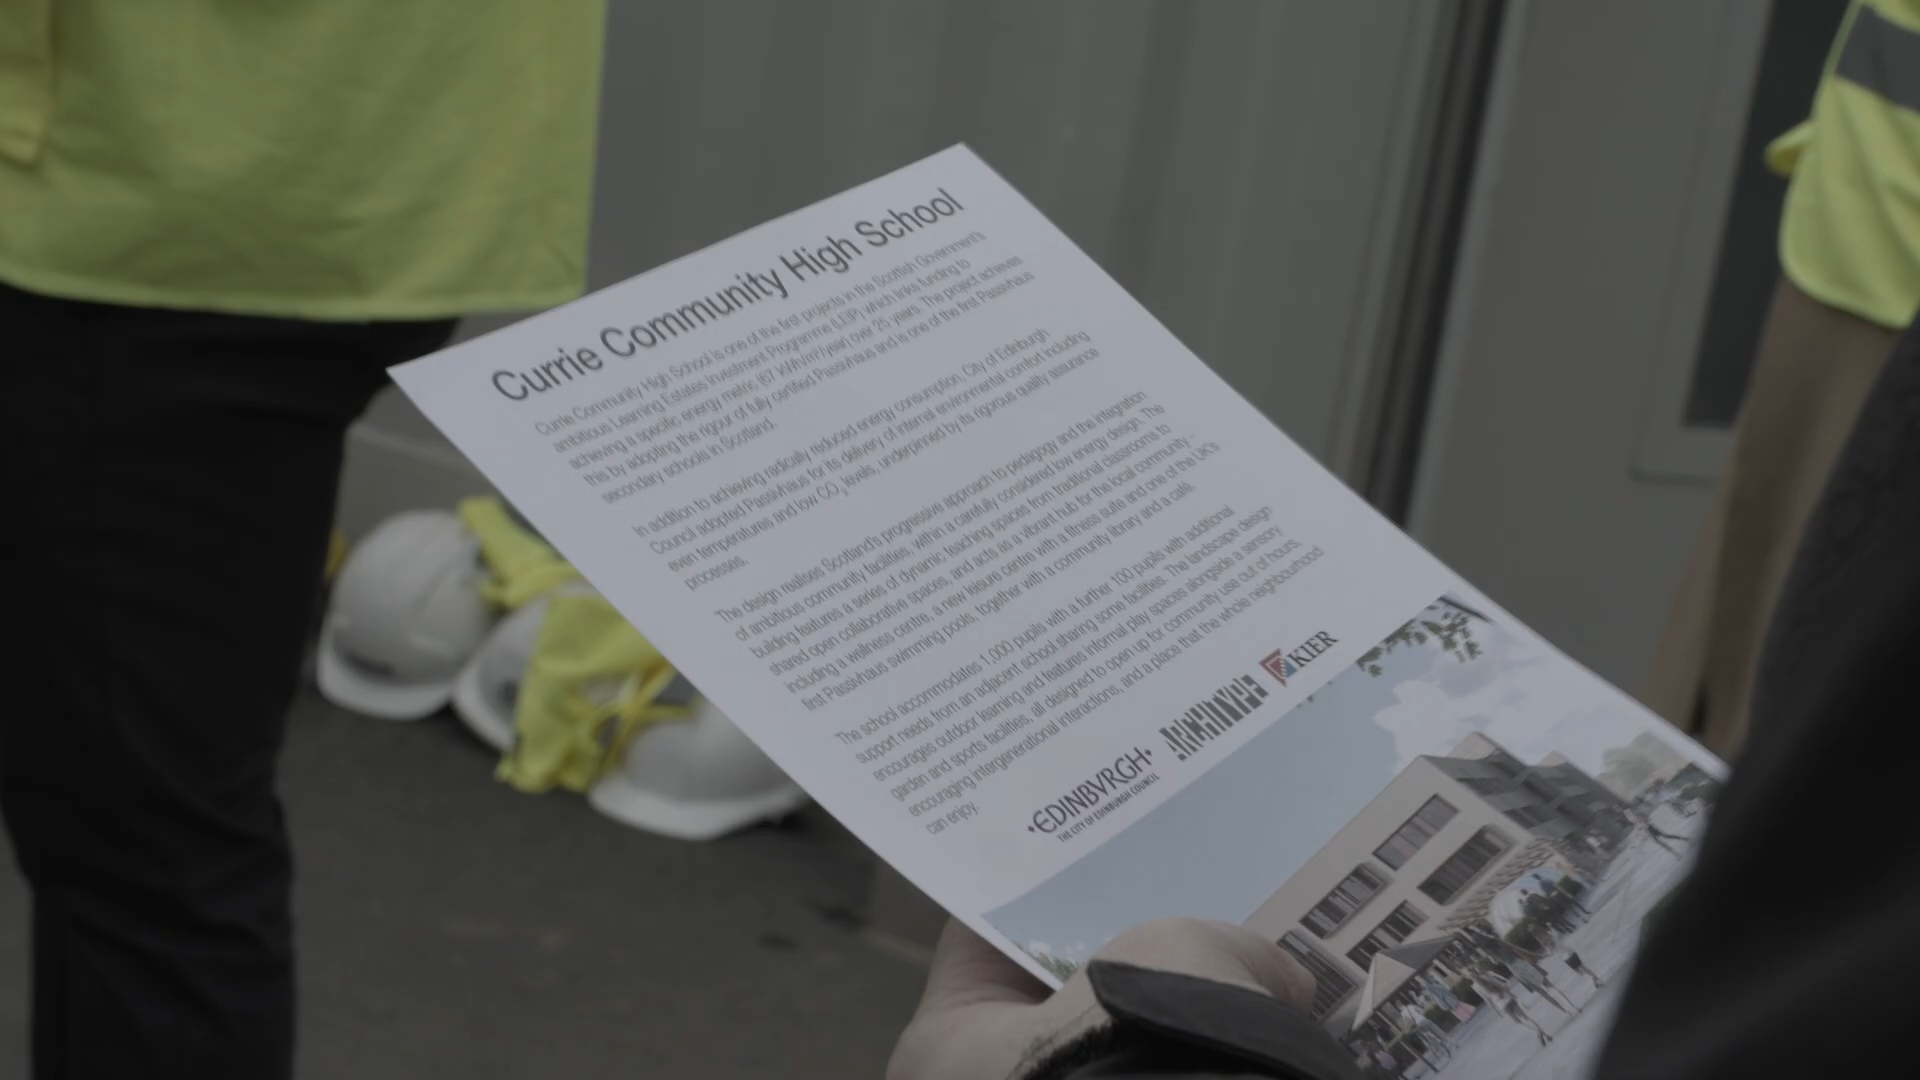 Currie Community High School
Currie Community High School is one of the first projects in the Scottish Government's
ambitious Learning Estates Investment Programme (LEIP) which links funding to
achieving a specific energy metric (67 kWh/m²/year) over 25 years. The project achieves
this by adopting the rigour of fully certified Passivhaus and is one of the first Passivhaus
secondary schools in Scotland.
In addition to achieving radically reduced energy consumption, City of Edinburgh
Council adopted Passivhaus for its delivery of internal environmental comfort including
even temperatures and low CO₂ levels, underpinned by its rigorous quality assurance
processes.
The design realises Scotland's progressive approach to pedagogy and the integration
of ambitious community facilities, within a carefully considered low energy design. The
building features a series of dynamic teaching spaces from traditional classrooms to
shared open collaborative spaces, and acts as a vibrant hub for the local community -
including a wellness centre, a new leisure centre with a fitness suite and one of the UK's
first Passivhaus swimming pools, together with a community library and a café.
The school accommodates 1,000 pupils with a further 100 pupils with additional
support needs from an adjacent school sharing some facilities. The landscape design
encourages outdoor learning and features informal play spaces alongside a sensory
garden and sports facilities, all designed to open up for community use out of hours,
encouraging intergenerational interactions, and a place that the whole neighbourhood
can enjoy.
·EDINBVRGH·
THE CITY OF EDINBURGH COUNCIL
ARCHITYPE
KIER